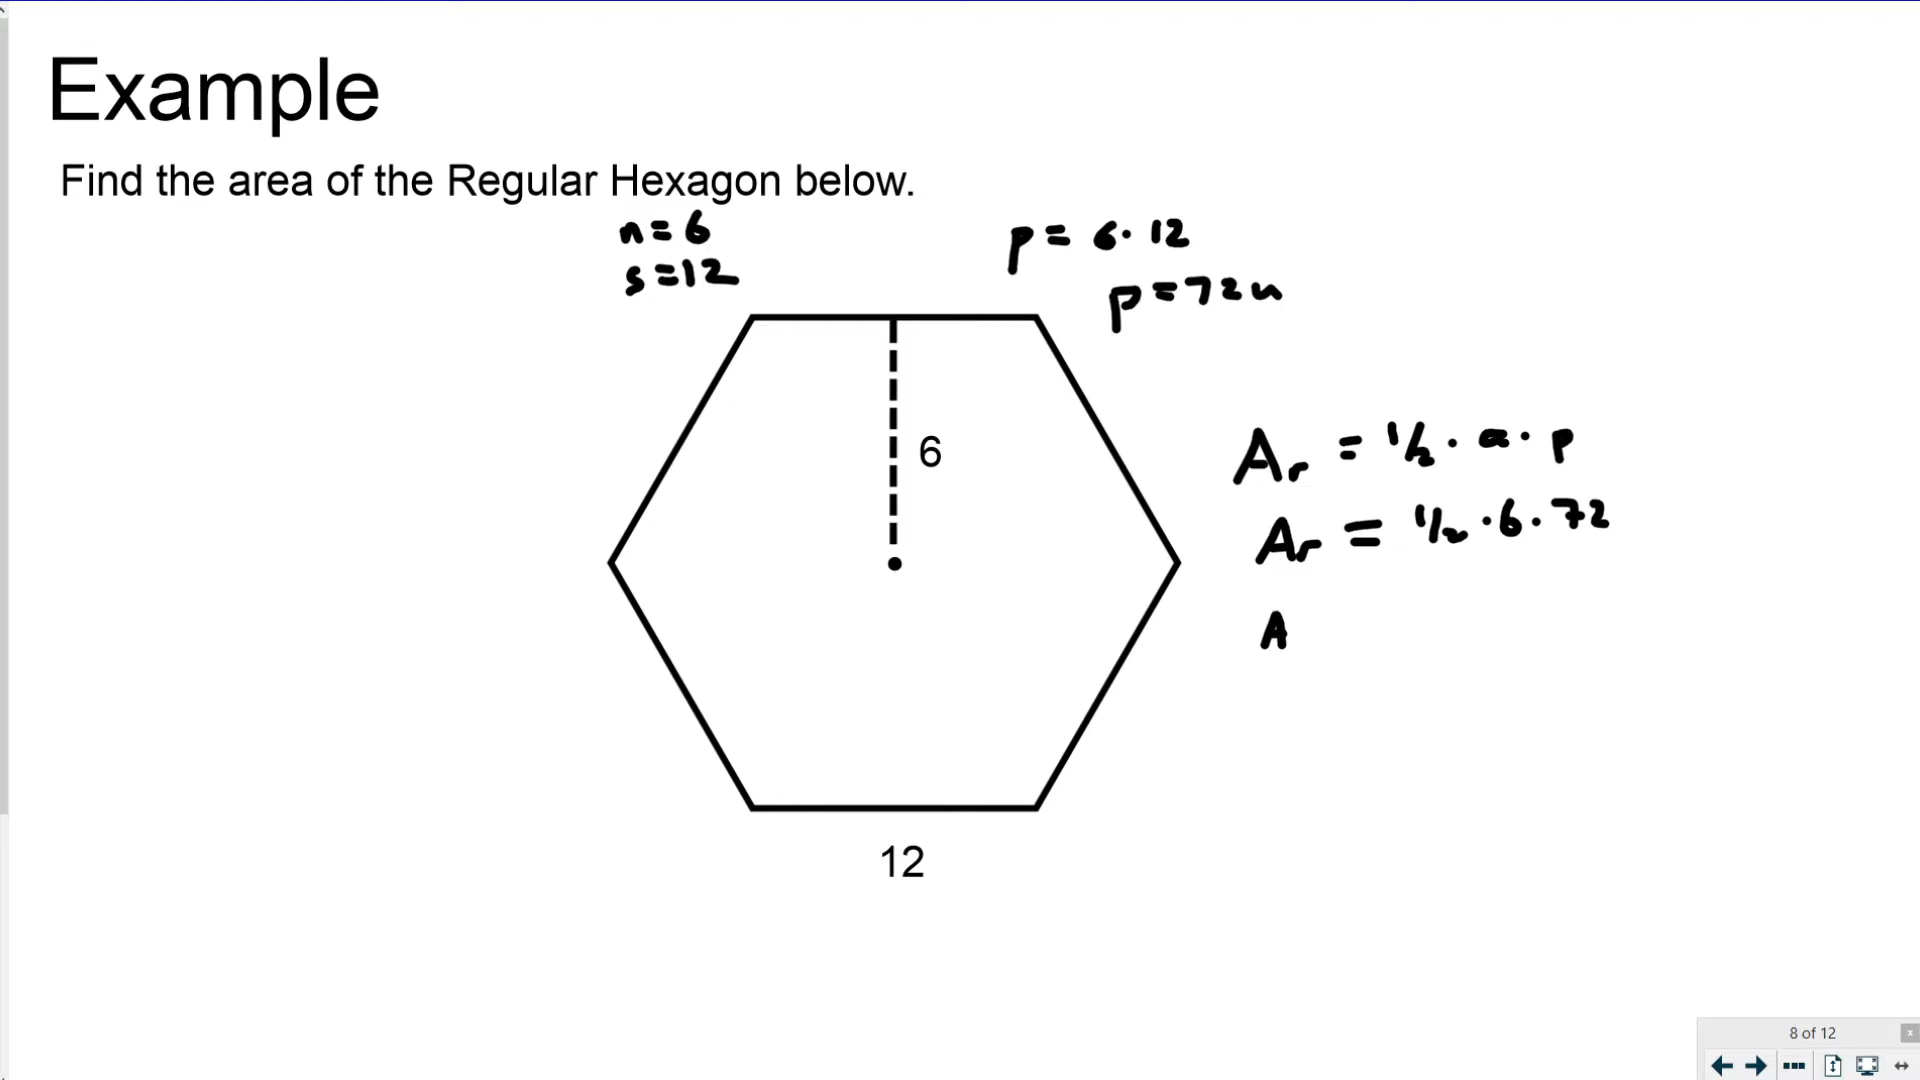 Example
Find the area of the Regular Hexagon below.
n=6
s=12
p= 6·12
p=72u
6
Ar = 1/2·a·p
Ar = 1/2·6·72
A
12
8 of 12